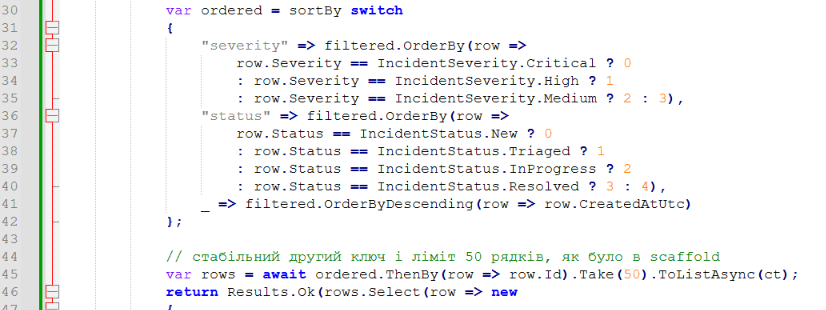 30 var ordered = sortBy switch
31 {
32 "severity" => filtered.OrderBy(row =>
33 row.Severity == IncidentSeverity.Critical ? 0
34 : row.Severity == IncidentSeverity.High ? 1
35 : row.Severity == IncidentSeverity.Medium ? 2 : 3),
36 "status" => filtered.OrderBy(row =>
37 row.Status == IncidentStatus.New ? 0
38 : row.Status == IncidentStatus.Triaged ? 1
39 : row.Status == IncidentStatus.InProgress ? 2
40 : row.Status == IncidentStatus.Resolved ? 3 : 4),
41 _ => filtered.OrderByDescending(row => row.CreatedAtUtc)
42 };
43
44 // стабільний другий ключ і ліміт 50 рядків, як було в scaffold
45 var rows = await ordered.ThenBy(row => row.Id).Take(50).ToListAsync(ct);
46 return Results.Ok(rows.Select(row => new
47 {